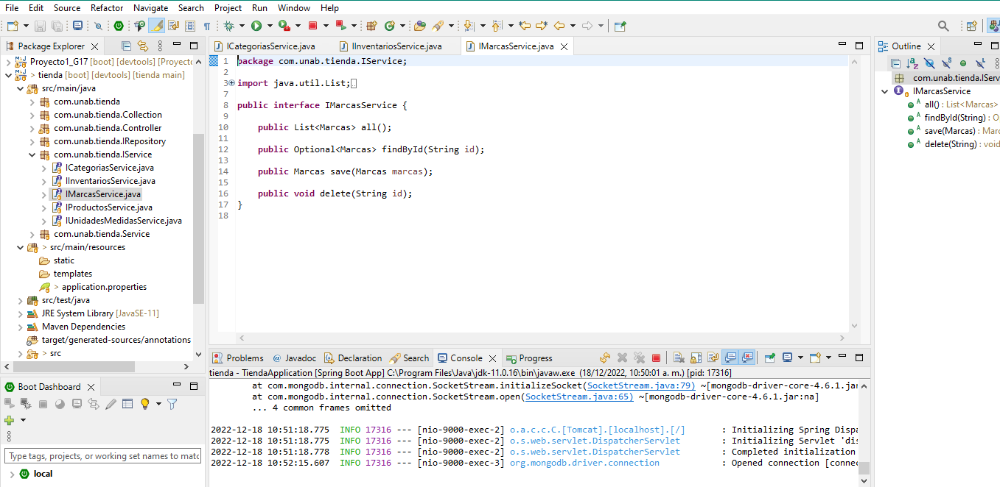 File Edit Source Refactor Navigate Search Project Run Window Help
Package Explorer
Proyecto1_G17 [boot] [devtools] [Proyecto
> tienda [boot] [devtools] [tienda main]
src/main/java
com.unab.tienda
com.unab.tienda.Collection
com.unab.tienda.Controller
com.unab.tienda.IRepository
com.unab.tienda.IService
ICategoriasService.java
IInventariosService.java
IMarcasService.java
IProductosService.java
IUnidadesMedidasService.java
com.unab.tienda.Service
> src/main/resources
static
templates
> application.properties
src/test/java
JRE System Library [JavaSE-11]
Maven Dependencies
target/generated-sources/annotations
> src
Boot Dashboard
Type tags, projects, or working set names to matc
local
ICategoriasService.java IInventariosService.java IMarcasService.java
1 package com.unab.tienda.IService;
2
3 import java.util.List;
7
8 public interface IMarcasService {
9
10 public List<Marcas> all();
11
12 public Optional<Marcas> findById(String id);
13
14 public Marcas save(Marcas marcas);
15
16 public void delete(String id);
17 }
18
Outline
com.unab.tienda.IServ
IMarcasService
all() : List<Marcas>
findById(String) : O
save(Marcas) : Marc
delete(String) : void
Problems @ Javadoc Declaration Search Console Progress
tienda - TiendaApplication [Spring Boot App] C:\Program Files\Java\jdk-11.0.16\bin\javaw.exe (18/12/2022, 10:50:01 a. m.) [pid: 17316]
at com.mongodb.internal.connection.SocketStream.initializeSocket(SocketStream.java:79) ~[mongodb-driver-core-4.6.1.jar
at com.mongodb.internal.connection.SocketStream.open(SocketStream.java:65) ~[mongodb-driver-core-4.6.1.jar:na]
... 4 common frames omitted
2022-12-18 10:51:18.775 INFO 17316 --- [nio-9000-exec-2] o.a.c.c.C.[Tomcat].[localhost].[/] : Initializing Spring Dispa
2022-12-18 10:51:18.775 INFO 17316 --- [nio-9000-exec-2] o.s.web.servlet.DispatcherServlet : Initializing Servlet 'dis
2022-12-18 10:51:18.778 INFO 17316 --- [nio-9000-exec-2] o.s.web.servlet.DispatcherServlet : Completed initialization
2022-12-18 10:52:15.607 INFO 17316 --- [nio-9000-exec-3] org.mongodb.driver.connection : Opened connection [connec